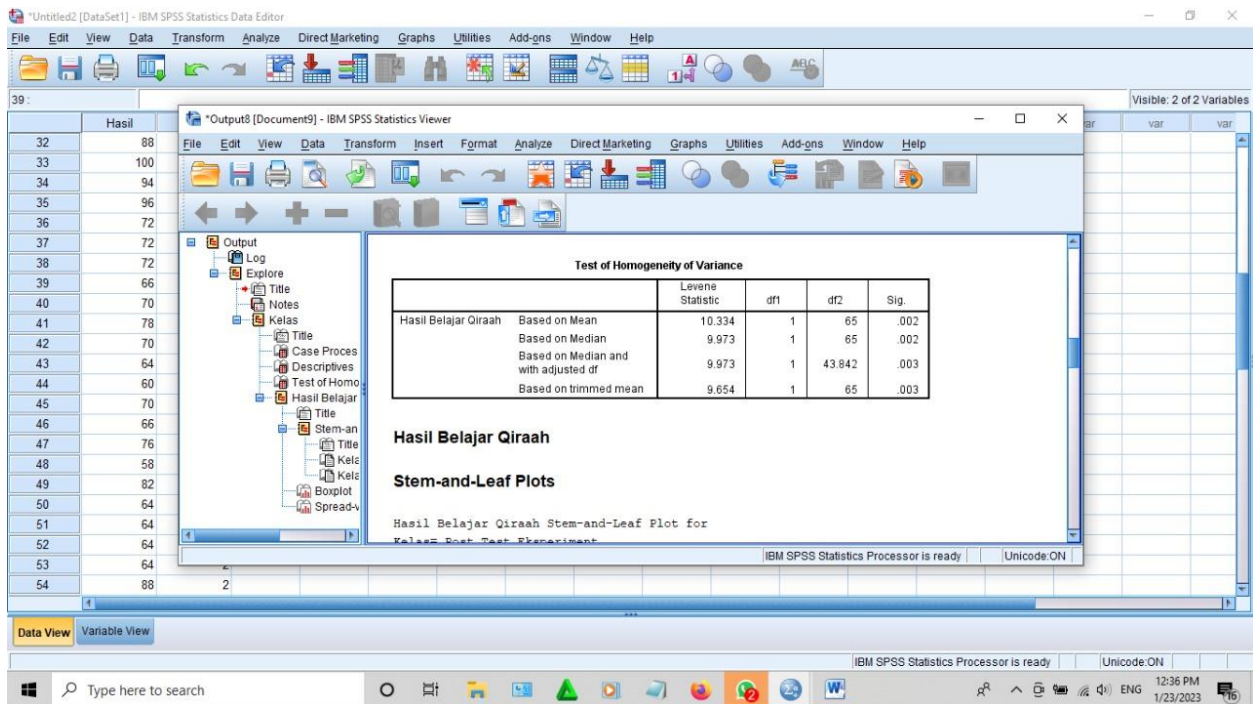 *Untitled2 [DataSet1] - IBM SPSS Statistics Data Editor
File Edit View Data Transform Analyze Direct Marketing Graphs Utilities Add-ons Window Help
39 :
Visible: 2 of 2 Variables
Hasil
var
var
32 88
33 100
34 94
35 96
36 72
37 72
38 72
39 66
40 70
41 78
42 70
43 64
44 60
45 70
46 66
47 76
48 58
49 82
50 64
51 64
52 64
53 64 2
54 88 2
*Output8 [Document9] - IBM SPSS Statistics Viewer
File Edit View Data Transform Insert Format Analyze Direct Marketing Graphs Utilities Add-ons Window Help
Output
Log
Explore
Title
Notes
Kelas
Title
Case Proces
Descriptives
Test of Homo
Hasil Belajar
Title
Stem-an
Title
Kela
Kela
Boxplot
Spread-v
Test of Homogeneity of Variance
Levene
Statistic df1 df2 Sig.
Hasil Belajar Qiraah Based on Mean 10.334 1 65 .002
Based on Median 9.973 1 65 .002
Based on Median and
with adjusted df 9.973 1 43.842 .003
Based on trimmed mean 9.654 1 65 .003
Hasil Belajar Qiraah
Stem-and-Leaf Plots
Hasil Belajar Qiraah Stem-and-Leaf Plot for
Kelas= Post Test Eksperiment
IBM SPSS Statistics Processor is ready Unicode:ON
Data View Variable View
IBM SPSS Statistics Processor is ready Unicode:ON
Type here to search
ENG
12:36 PM
1/23/2023
16